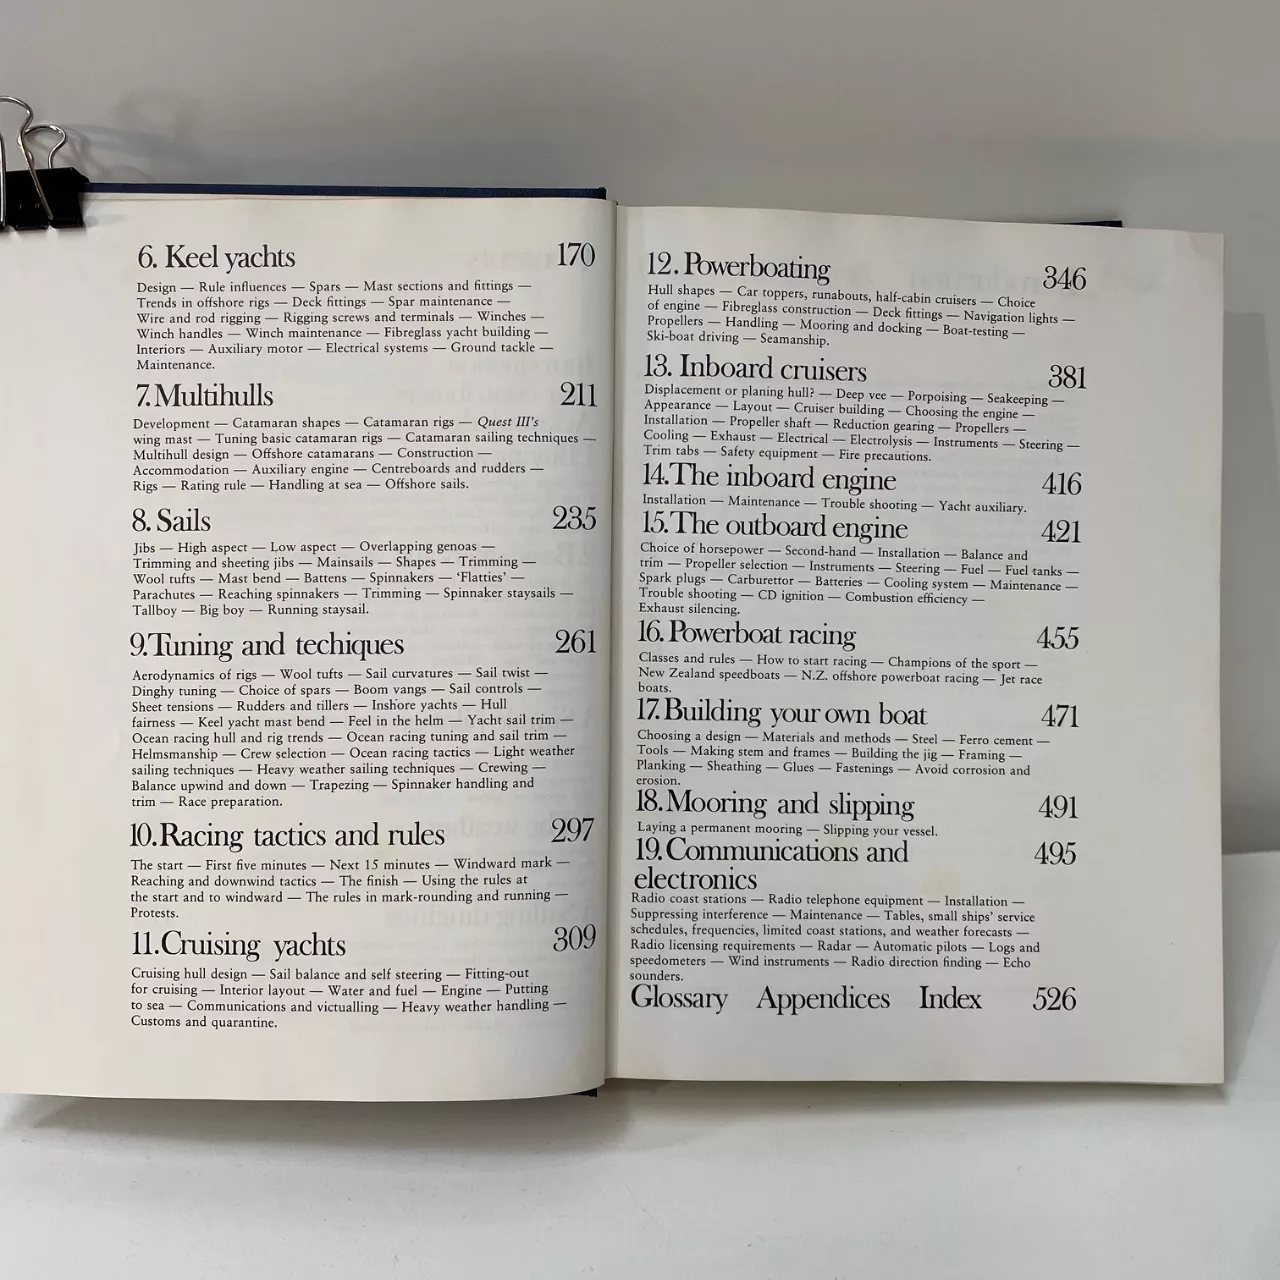 6. Keel yachts 170
Design — Rule influences — Spars — Mast sections and fittings —
Trends in offshore rigs — Deck fittings — Spar maintenance —
Wire and rod rigging — Rigging screws and terminals — Winches —
Winch handles — Winch maintenance — Fibreglass yacht building —
Interiors — Auxiliary motor — Electrical systems — Ground tackle —
Maintenance.
7. Multihulls 211
Development — Catamaran shapes — Catamaran rigs — Quest III's
wing mast — Tuning basic catamaran rigs — Catamaran sailing techniques —
Multihull design — Offshore catamarans — Construction —
Accommodation — Auxiliary engine — Centreboards and rudders —
Rigs — Rating rule — Handling at sea — Offshore sails.
8. Sails 235
Jibs — High aspect — Low aspect — Overlapping genoas —
Trimming and sheeting jibs — Mainsails — Shapes — Trimming —
Wool tufts — Mast bend — Battens — Spinnakers — 'Flatties' —
Parachutes — Reaching spinnakers — Trimming — Spinnaker staysails —
Tallboy — Big boy — Running staysail.
9. Tuning and techiques 261
Aerodynamics of rigs — Wool tufts — Sail curvatures — Sail twist —
Dinghy tuning — Choice of spars — Boom vangs — Sail controls —
Sheet tensions — Rudders and tillers — Inshore yachts — Hull
fairness — Keel yacht mast bend — Feel in the helm — Yacht sail trim —
Ocean racing hull and rig trends — Ocean racing tuning and sail trim —
Helmsmanship — Crew selection — Ocean racing tactics — Light weather
sailing techniques — Heavy weather sailing techniques — Crewing —
Balance upwind and down — Trapezing — Spinnaker handling and
trim — Race preparation.
10. Racing tactics and rules 297
The start — First five minutes — Next 15 minutes — Windward mark —
Reaching and downwind tactics — The finish — Using the rules at
the start and to windward — The rules in mark-rounding and running —
Protests.
11. Cruising yachts 309
Cruising hull design — Sail balance and self steering — Fitting-out
for cruising — Interior layout — Water and fuel — Engine — Putting
to sea — Communications and victualling — Heavy weather handling —
Customs and quarantine.
12. Powerboating 346
Hull shapes — Car toppers, runabouts, half-cabin cruisers — Choice
of engine — Fibreglass construction — Deck fittings — Navigation lights —
Propellers — Handling — Mooring and docking — Boat-testing —
Ski-boat driving — Seamanship.
13. Inboard cruisers 381
Displacement or planing hull? — Deep vee — Porpoising — Seakeeping —
Appearance — Layout — Cruiser building — Choosing the engine —
Installation — Propeller shaft — Reduction gearing — Propellers —
Cooling — Exhaust — Electrical — Electrolysis — Instruments — Steering —
Trim tabs — Safety equipment — Fire precautions.
14. The inboard engine 416
Installation — Maintenance — Trouble shooting — Yacht auxiliary.
15. The outboard engine 421
Choice of horsepower — Second-hand — Installation — Balance and
trim — Propeller selection — Instruments — Steering — Fuel — Fuel tanks —
Spark plugs — Carburettor — Batteries — Cooling system — Maintenance —
Trouble shooting — CD ignition — Combustion efficiency —
Exhaust silencing.
16. Powerboat racing 455
Classes and rules — How to start racing — Champions of the sport —
New Zealand speedboats — N.Z. offshore powerboat racing — Jet race
boats.
17. Building your own boat 471
Choosing a design — Materials and methods — Steel — Ferro cement —
Tools — Making stem and frames — Building the jig — Framing —
Planking — Sheathing — Glues — Fastenings — Avoid corrosion and
erosion.
18. Mooring and slipping 491
Laying a permanent mooring — Slipping your vessel.
19. Communications and 495
electronics
Radio coast stations — Radio telephone equipment — Installation —
Suppressing interference — Maintenance — Tables, small ships' service
schedules, frequencies, limited coast stations, and weather forecasts —
Radio licensing requirements — Radar — Automatic pilots — Logs and
speedometers — Wind instruments — Radio direction finding — Echo
sounders.
Glossary Appendices Index 526